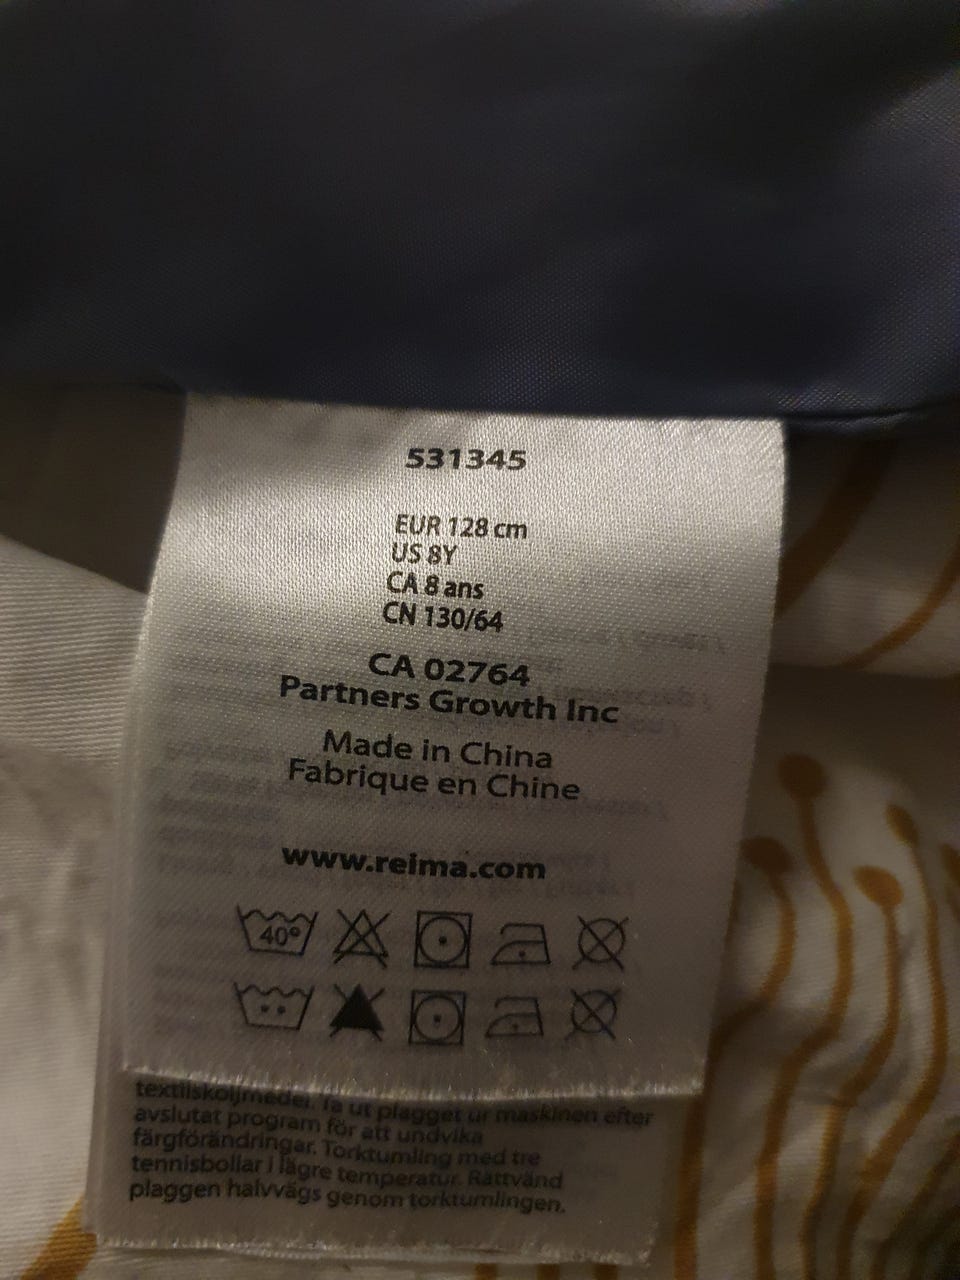 531345
EUR 128 cm
US 8Y
CA 8 ans
CN 130/64
CA 02764
Partners Growth Inc
Made in China
Fabrique en Chine
www.reima.com
40°
textilsköljmedel. Ta ut plagget ur maskinen efter
avslutat program för att undvika
färgförändringar. Torktumling med tre
tennisbollar i lägre temperatur. Rättvänd
plaggen halvvägs genom torktumlingen.